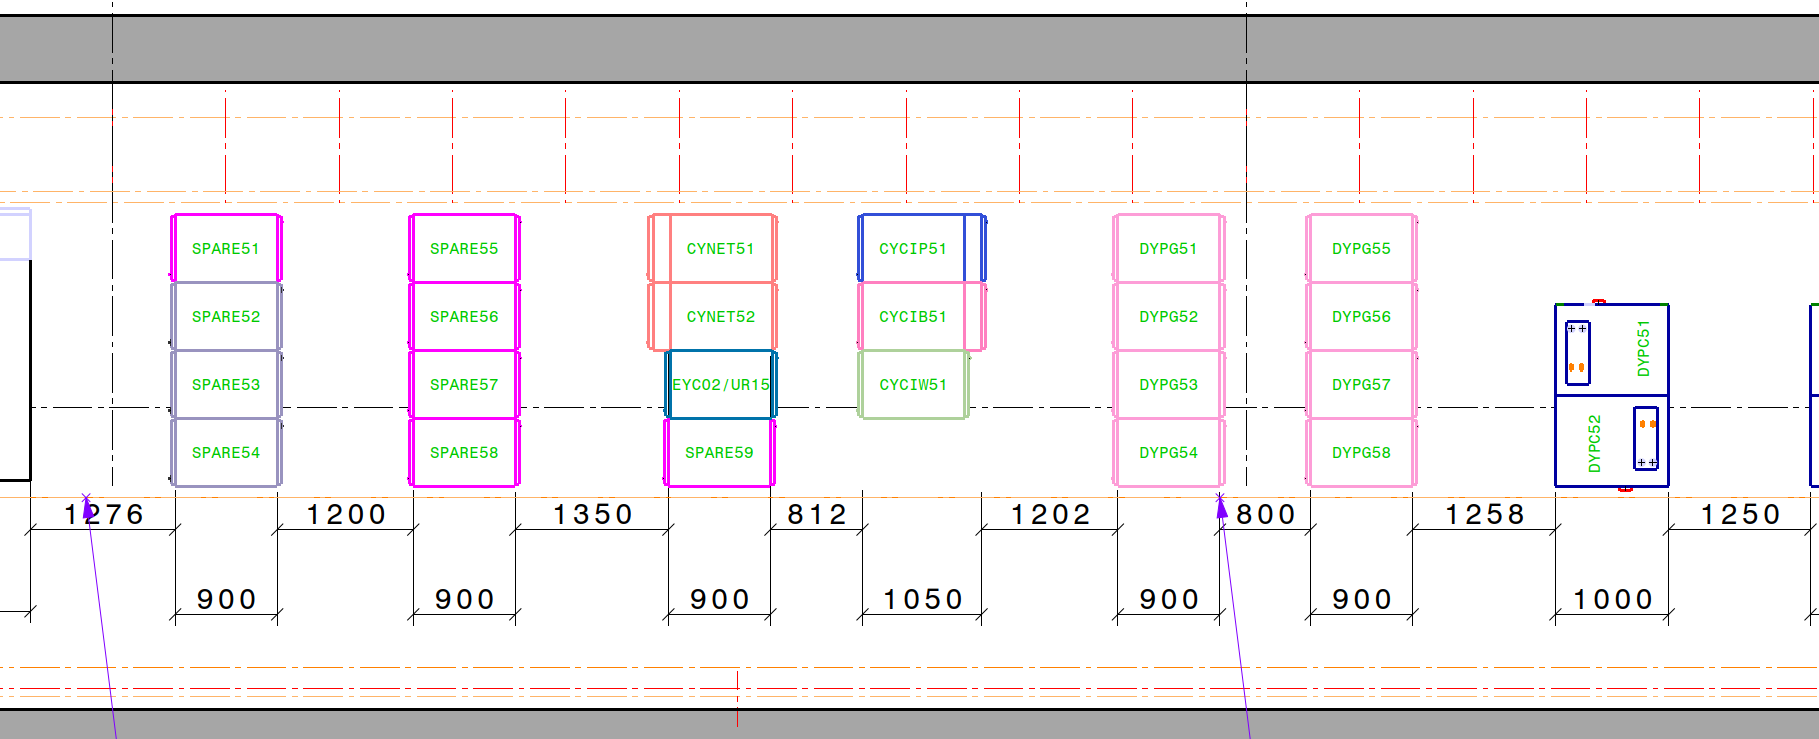 SPARE51 SPARE55 CYNET51 CYCIP51 DYPG51 DYPG55
SPARE52 SPARE56 CYNET52 CYCIB51 DYPG52 DYPG56
DYPC51
SPARE53 SPARE57 EYC02/UR15 CYCIW51 DYPG53 DYPG57
DYPC52
SPARE54 SPARE58 SPARE59 DYPG54 DYPG58
1276 1200 1350 812 1202 800 1258 1250
900 900 900 1050 900 900 1000